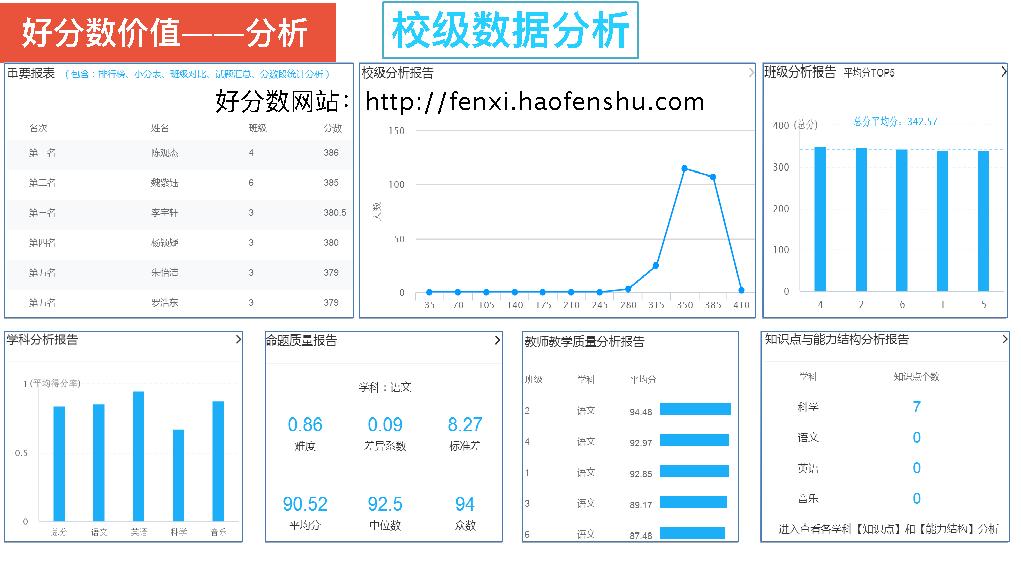 好分数价值——分析
校级数据分析
重要报表 （包含：排行榜、小分表、班级对比、试题汇总、分数段统计分析）
好分数网站：http://fenxi.haofenshu.com
名次 姓名 班级 分数
第一名 陈观杰 4 386
第二名 6 385
第三名 李宇轩 3 380.5
第四名 3 380
第五名 朱怡洁 3 379
第五名 罗浩东 3 379
校级分析报告
150
100
50
0
人数
35 70 105 140 175 210 245 280 315 350 385 410
班级分析报告 平均分TOP5
总分平均分：342.57
400 (总分)
300
200
100
0
4 2 6 1 5
学科分析报告
1 (平均得分率)
0.5
0
总分 语文 英语 科学 音乐
命题质量报告
学科：语文
0.86 0.09 8.27
难度 差异系数 标准差
90.52 92.5 94
平均分 中位数 众数
教师教学质量分析报告
班级 学科 平均分
2 语文 94.48
4 语文 92.97
1 语文 92.85
3 语文 89.17
6 语文 87.48
知识点与能力结构分析报告
学科 知识点个数
科学 7
语文 0
英语 0
音乐 0
进入查看各学科【知识点】和【能力结构】分析